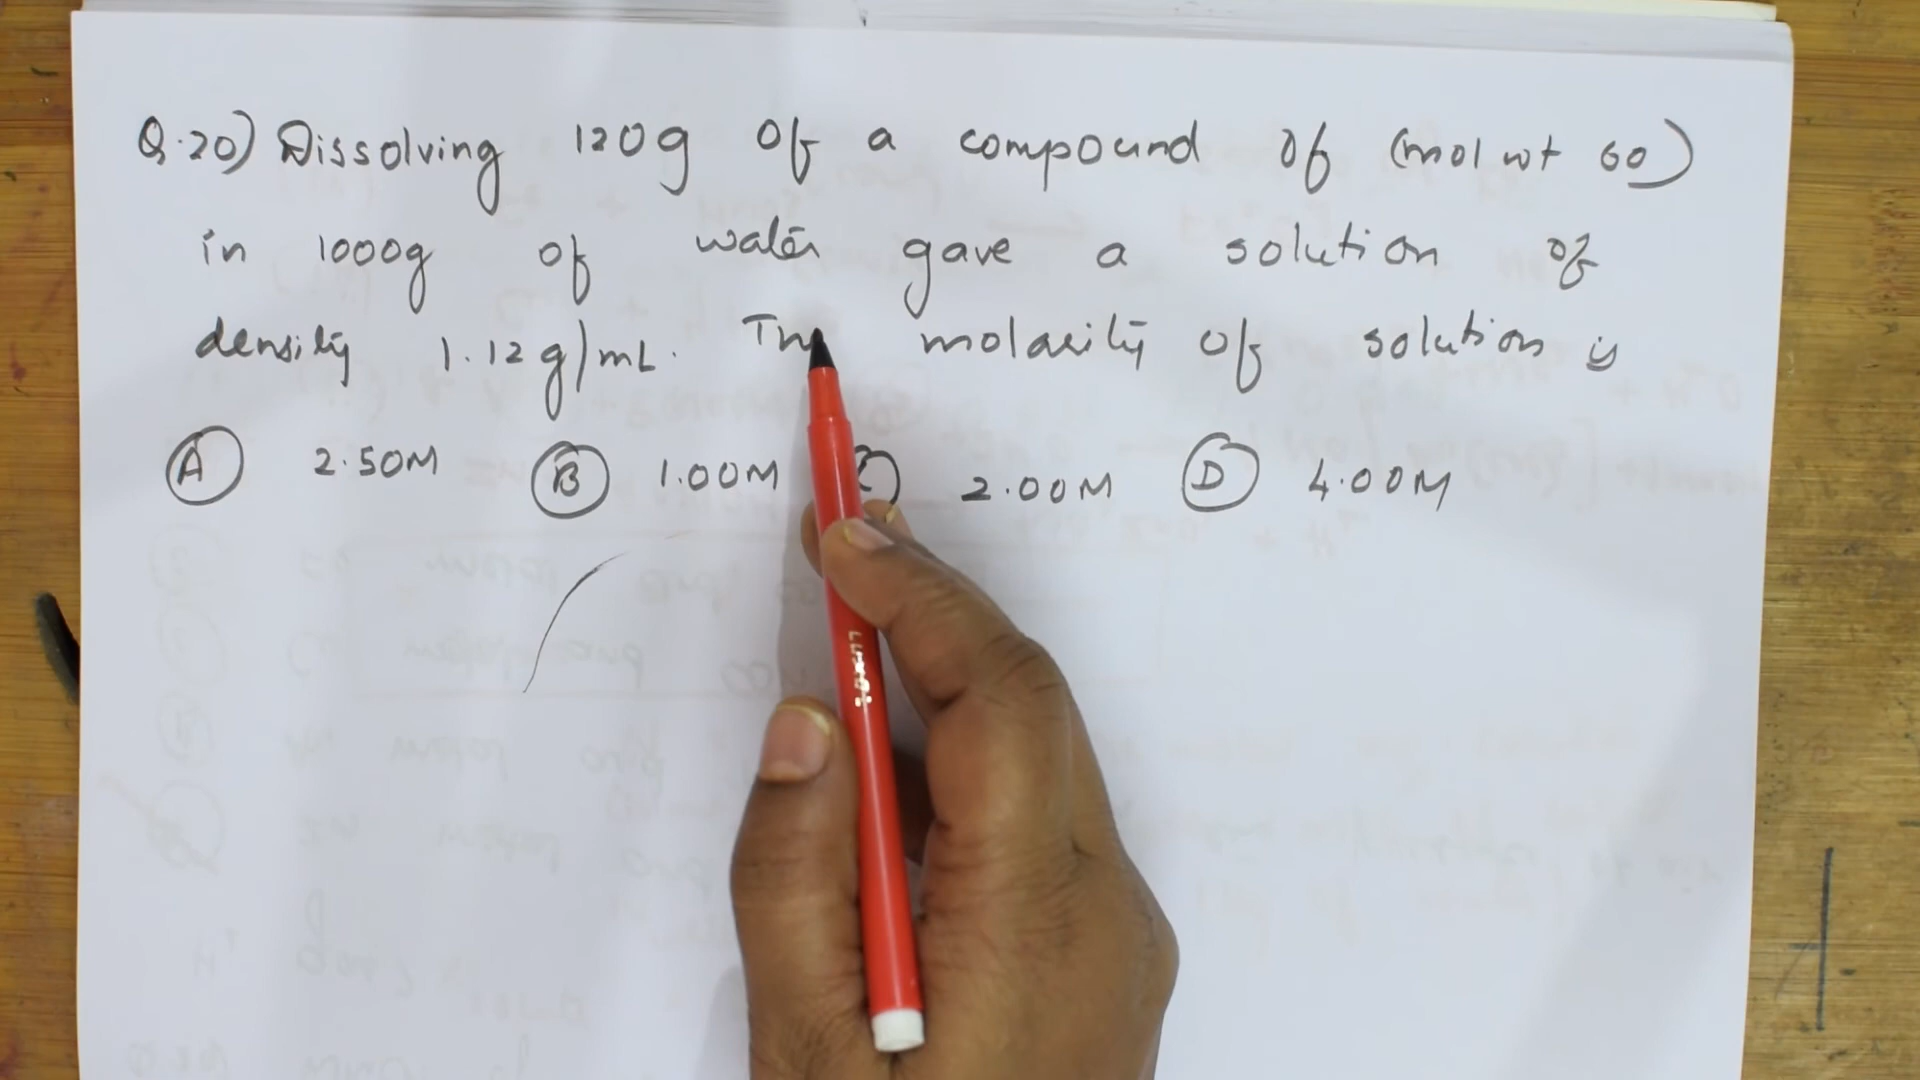 Q.20) Dissolving 120g of a compound of (mol wt 60)
in 1000g of water gave a solution of
density 1.12 g/mL. The molarity of solution is
A 2.50M B 1.00M C 2.00M D 4.00M